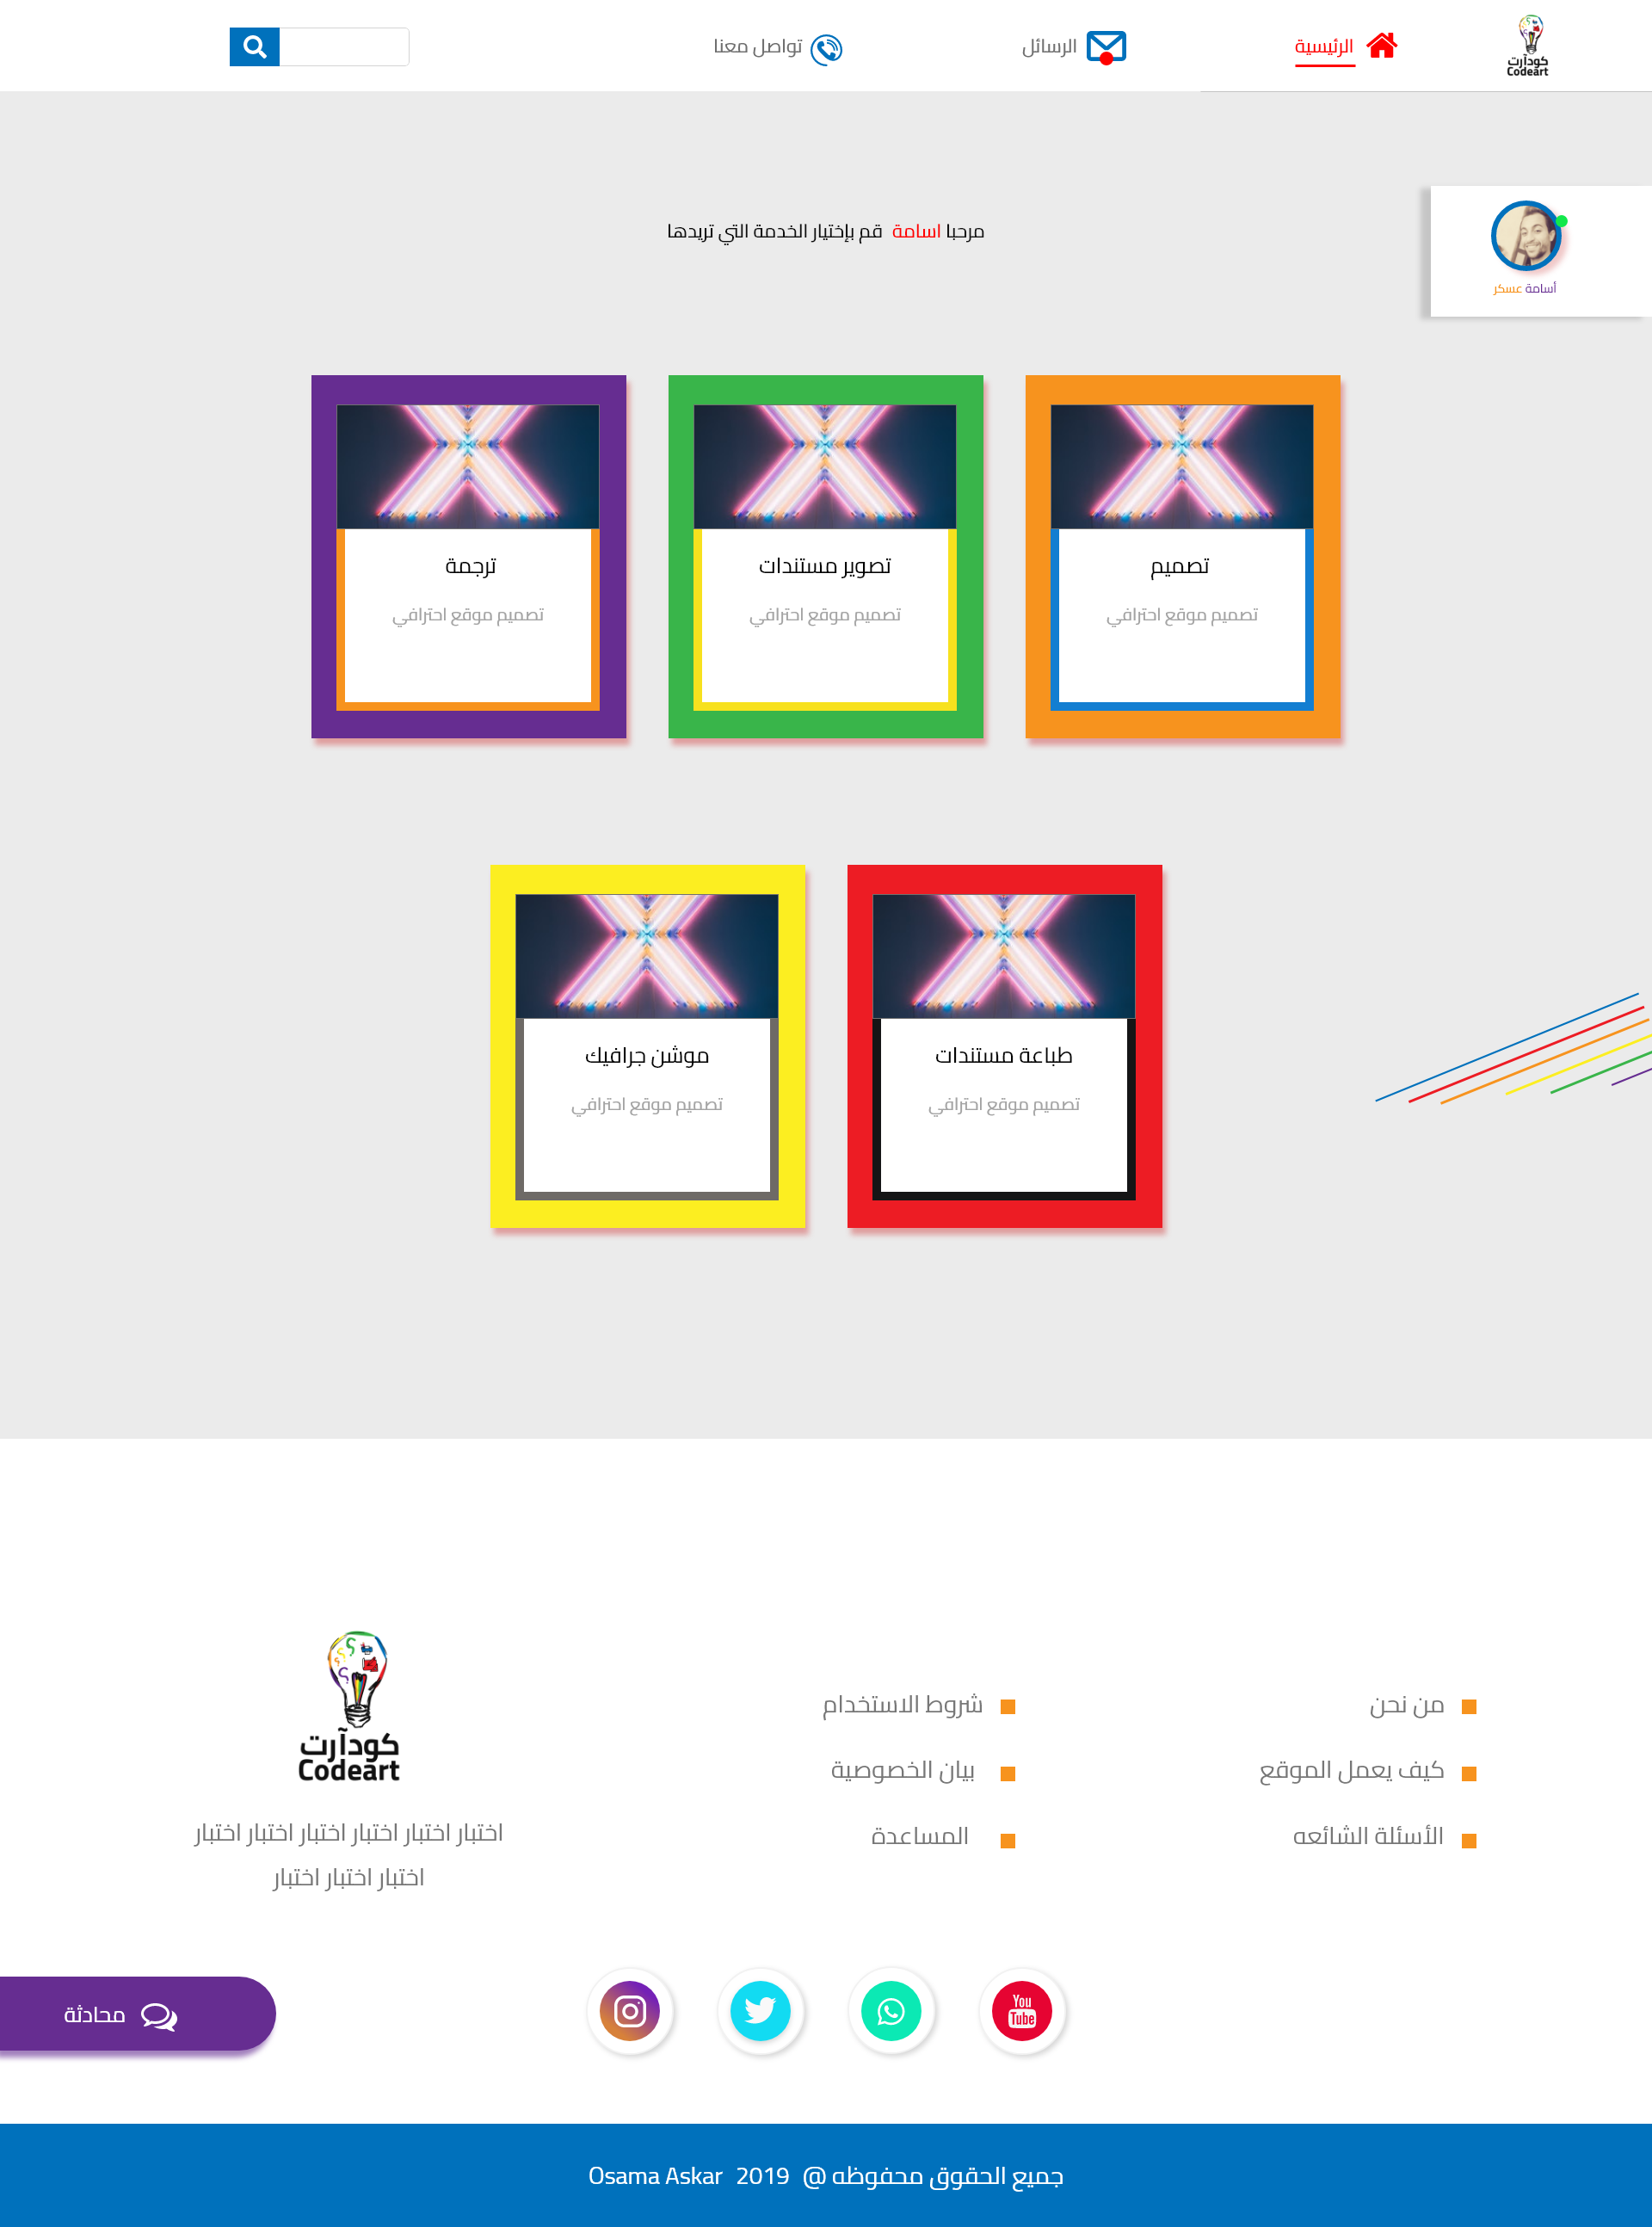 كودآرت
Codeart
الرئيسية
الرسائل
تواصل معنا
مرحبا اسامة قم بإختيار الخدمة التي تريدها
أسامة عسكر
تصميم
تصميم موقع احترافي
تصوير مستندات
تصميم موقع احترافي
ترجمة
تصميم موقع احترافي
طباعة مستندات
تصميم موقع احترافي
موشن جرافيك
تصميم موقع احترافي
من نحن
كيف يعمل الموقع
الأسئلة الشائعه
شروط الاستخدام
بيان الخصوصية
المساعدة
كودآرت
Codeart
اختبار اختبار اختبار اختبار اختبار اختبار
اختبار اختبار اختبار
You
Tube
محادثة
جميع الحقوق محفوظه @ 2019 Osama Askar